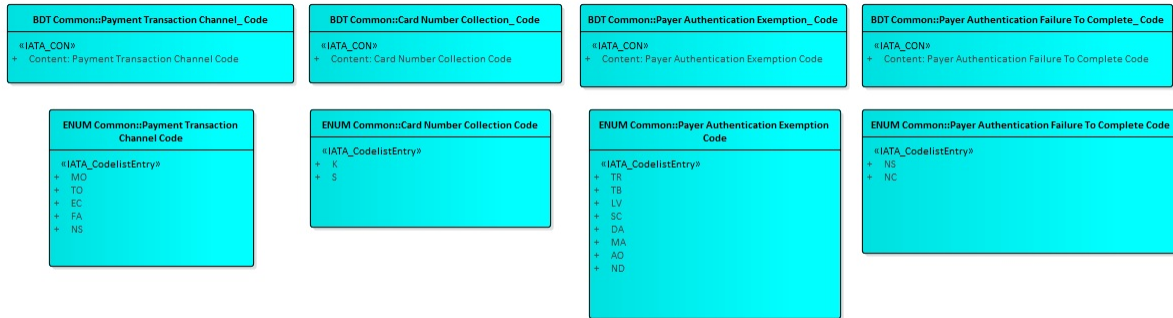 BDT Common::Payment Transaction Channel_ Code
«IATA_CON»
+ Content: Payment Transaction Channel Code
BDT Common::Card Number Collection_ Code
«IATA_CON»
+ Content: Card Number Collection Code
BDT Common::Payer Authentication Exemption_ Code
«IATA_CON»
+ Content: Payer Authentication Exemption Code
BDT Common::Payer Authentication Failure To Complete_ Code
«IATA_CON»
+ Content: Payer Authentication Failure To Complete Code
ENUM Common::Payment Transaction
Channel Code
«IATA_CodelistEntry»
+ MO
+ TO
+ EC
+ FA
+ NS
ENUM Common::Card Number Collection Code
«IATA_CodelistEntry»
+ K
+ S
ENUM Common::Payer Authentication Exemption
Code
«IATA_CodelistEntry»
+ TR
+ TB
+ LV
+ SC
+ DA
+ MA
+ AO
+ ND
ENUM Common::Payer Authentication Failure To Complete Code
«IATA_CodelistEntry»
+ NS
+ NC